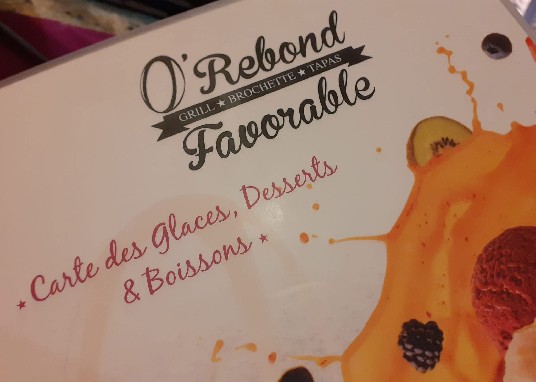 O'Rebond
GRILL ★ BROCHETTE ★ TAPAS
Favorable
★ Carte des Glaces, Desserts
& Boissons ★